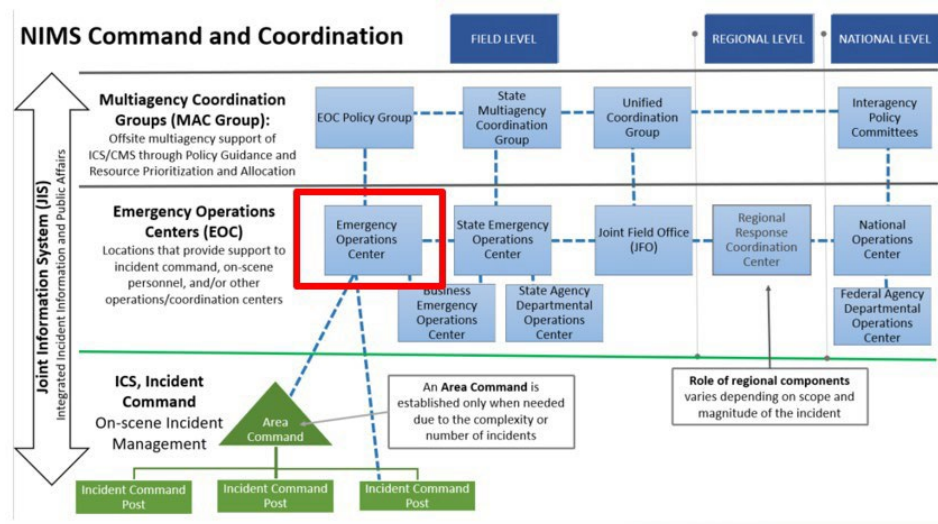 NIMS Command and Coordination
FIELD LEVEL
REGIONAL LEVEL
NATIONAL LEVEL
Joint Information System (JIS)
Integrated Incident Information and Public Affairs
Multiagency Coordination
Groups (MAC Group):
Offsite multiagency support of
ICS/CMS through Policy Guidance and
Resource Prioritization and Allocation
EOC Policy Group
State
Multiagency
Coordination
Group
Unified
Coordination
Group
Interagency
Policy
Committees
Emergency Operations
Centers (EOC)
Locations that provide support to
incident command, on-scene
personnel, and/or other
operations/coordination centers
Emergency
Operations
Center
State Emergency
Operations
Center
Joint Field Office
(JFO)
Regional
Response
Coordination
Center
National
Operations
Center
Business
Emergency
Operations
Center
State Agency
Departmental
Operations
Center
Federal Agency
Departmental
Operations
Center
ICS, Incident
Command
On-scene Incident
Management
Area
Command
An Area Command is
established only when needed
due to the complexity or
number of incidents
Role of regional components
varies depending on scope and
magnitude of the incident
Incident Command
Post
Incident Command
Post
Incident Command
Post